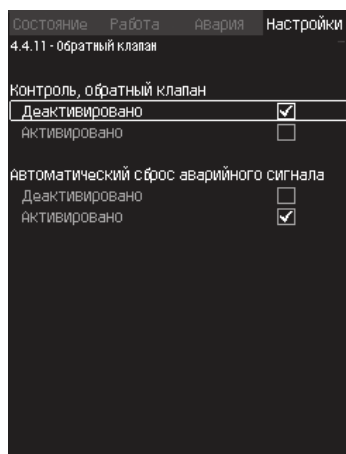 Состояние Работа Авария Настройки
4.4.11 - Обратный клапан
Контроль, обратный клапан
Деактивировано
Активировано
Автоматический сброс аварийного сигнала
Деактивировано
Активировано